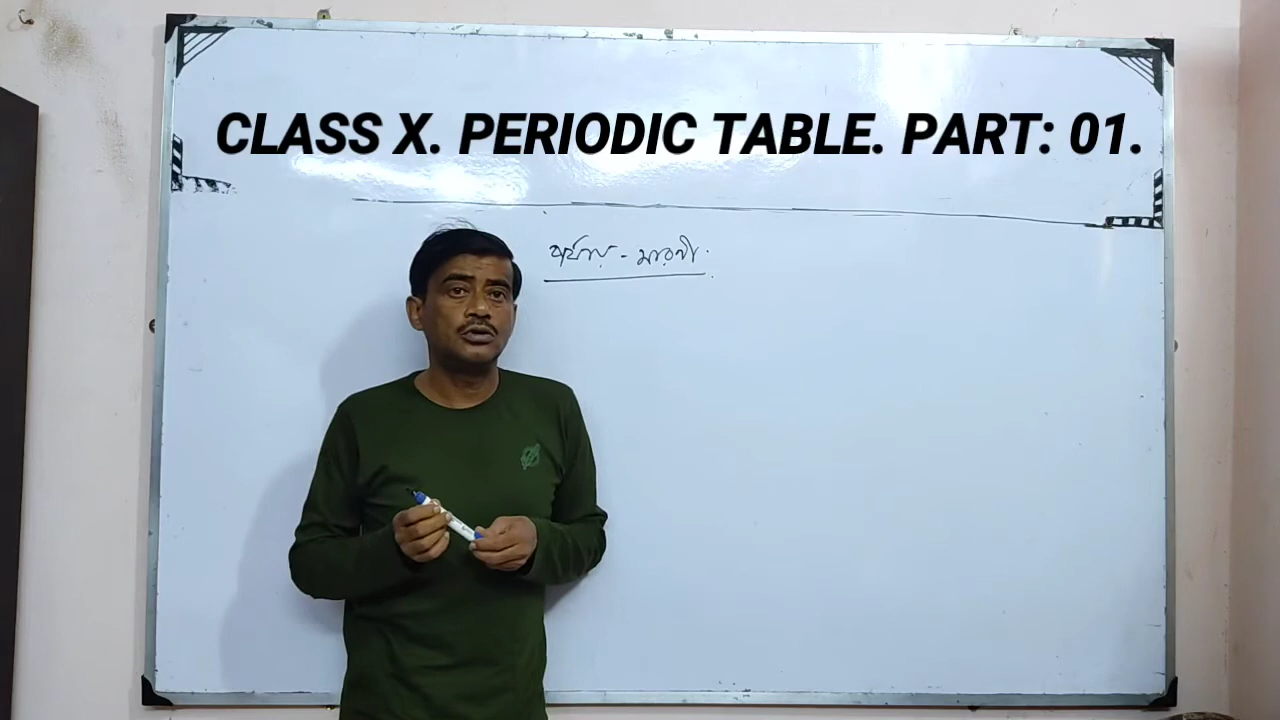 CLASS X. PERIODIC TABLE. PART: 01.
পর্যায় - সারণী.